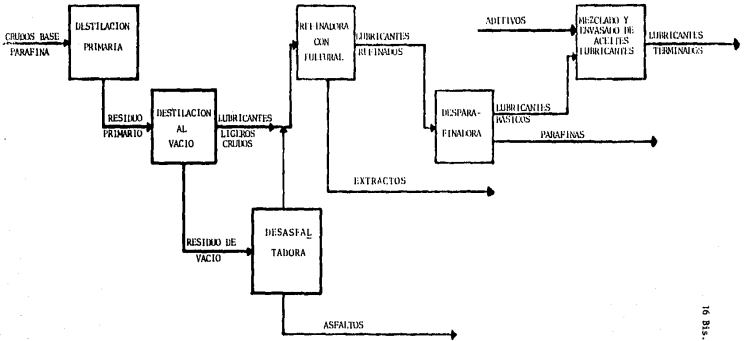 CRUDOS BASE
PARAFINA
DESTILACION
PRIMARIA
RESIDUO
PRIMARIO
DESTILACION
AL
VACIO
LUBRICANTES
LIGEROS
CRUDOS
RESIDUO DE
VACIO
DESASFAL
TADORA
ASFALTOS
REFINADORA
CON
FULFURAL
LUBRICANTES
REFINADOS
EXTRACTOS
DESPARA-
FINADORA
LUBRICANTES
BASICOS
PARAFINAS
ADITIVOS
MEZCLADO Y
ENVASADO DE
ACEITES
LUBRICANTES
LUBRICANTES
TERMINADOS
16 Bis.